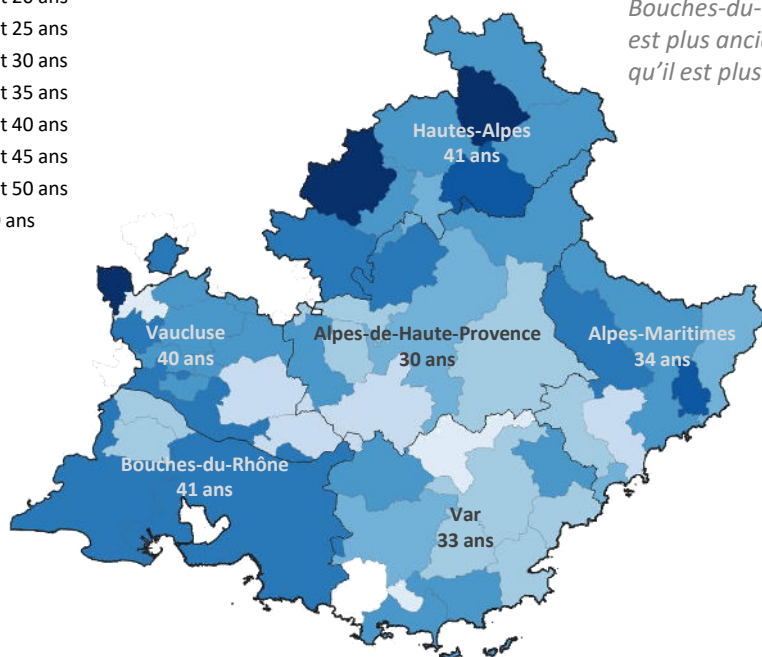 t 20 ans
t 25 ans
t 30 ans
t 35 ans
t 40 ans
t 45 ans
t 50 ans
ans
Bouches-du-
est plus anci
qu'il est plus
Hautes-Alpes
41 ans
Vaucluse
40 ans
Alpes-de-Haute-Provence
30 ans
Alpes-Maritimes
34 ans
Bouches-du-Rhône
41 ans
Var
33 ans